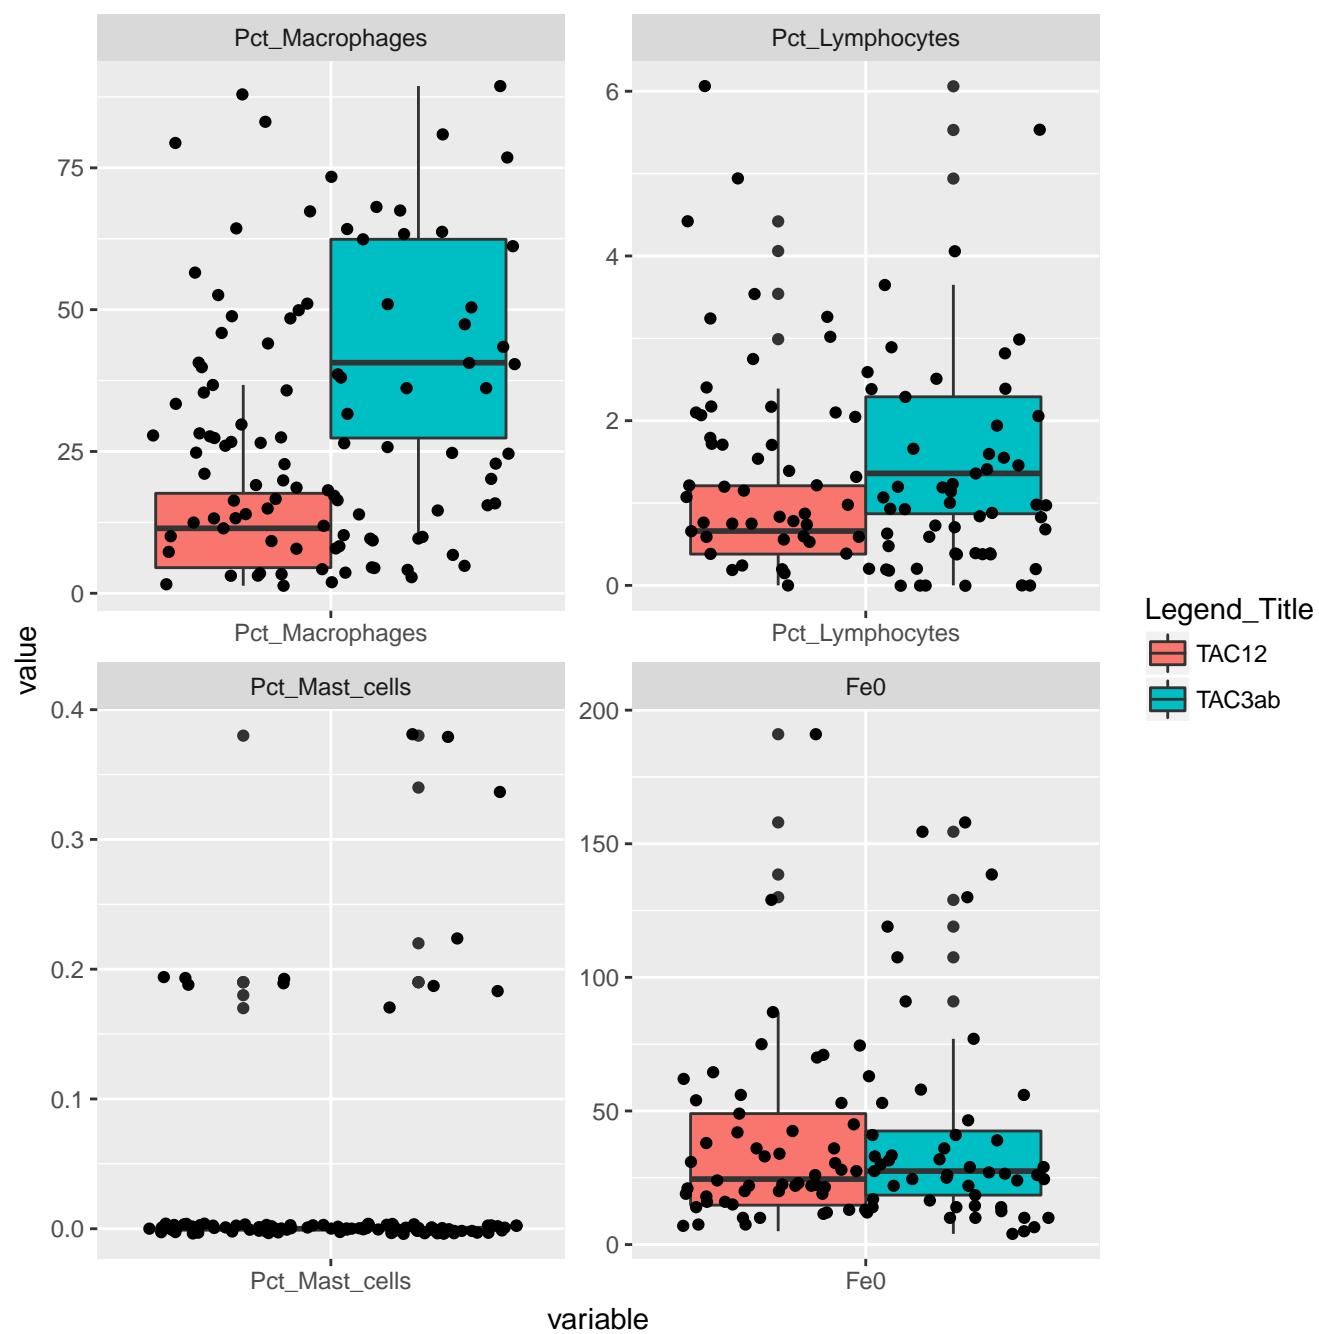 Pct_Macrophages
Pct_Lymphocytes
75
50
25
0
6
4
2
0
Pct_Macrophages
Pct_Lymphocytes
value
Pct_Mast_cells
Fe0
0.4
0.3
0.2
0.1
0.0
200
150
100
50
0
Pct_Mast_cells
Fe0
variable
Legend_Title
TAC12
TAC3ab